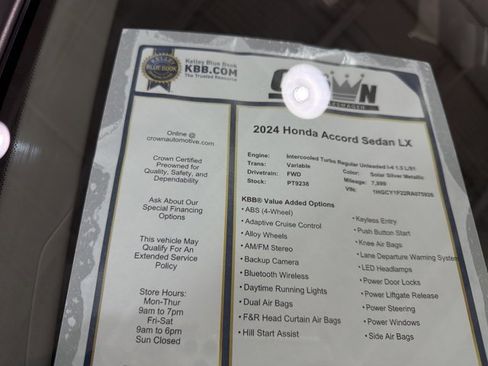 Kelley Blue Book
KBB.COM
The Trusted Resource
KELLEY
BLUE BOOK
Online @
crownautomotive.com
Crown Certified
Preowned for
Quality, Safety, and
Dependability
Ask About Our
Special Financing
Options
This vehicle May
Qualify For An
Extended Service
Policy
Store Hours:
Mon-Thur
9am to 7pm
Fri-Sat
9am to 6pm
Sun Closed
2024 Honda Accord Sedan LX
Engine: Intercooled Turbo Regular Unleaded I-4 1.5 L/91
Trans: Variable Color: Solar Silver Metallic
Drivetrain: FWD Mileage: 7,999
Stock: PT9238 VIN: 1HGCY1F22RA075926
KBB® Value Added Options
• ABS (4-Wheel)
• Adaptive Cruise Control
• Alloy Wheels
• AM/FM Stereo
• Backup Camera
• Bluetooth Wireless
• Daytime Running Lights
• Dual Air Bags
• F&R Head Curtain Air Bags
• Hill Start Assist
• Keyless Entry
• Push Button Start
• Knee Air Bags
• Lane Departure Warning System
• LED Headlamps
• Power Door Locks
• Power Liftgate Release
• Power Steering
• Power Windows
• Side Air Bags